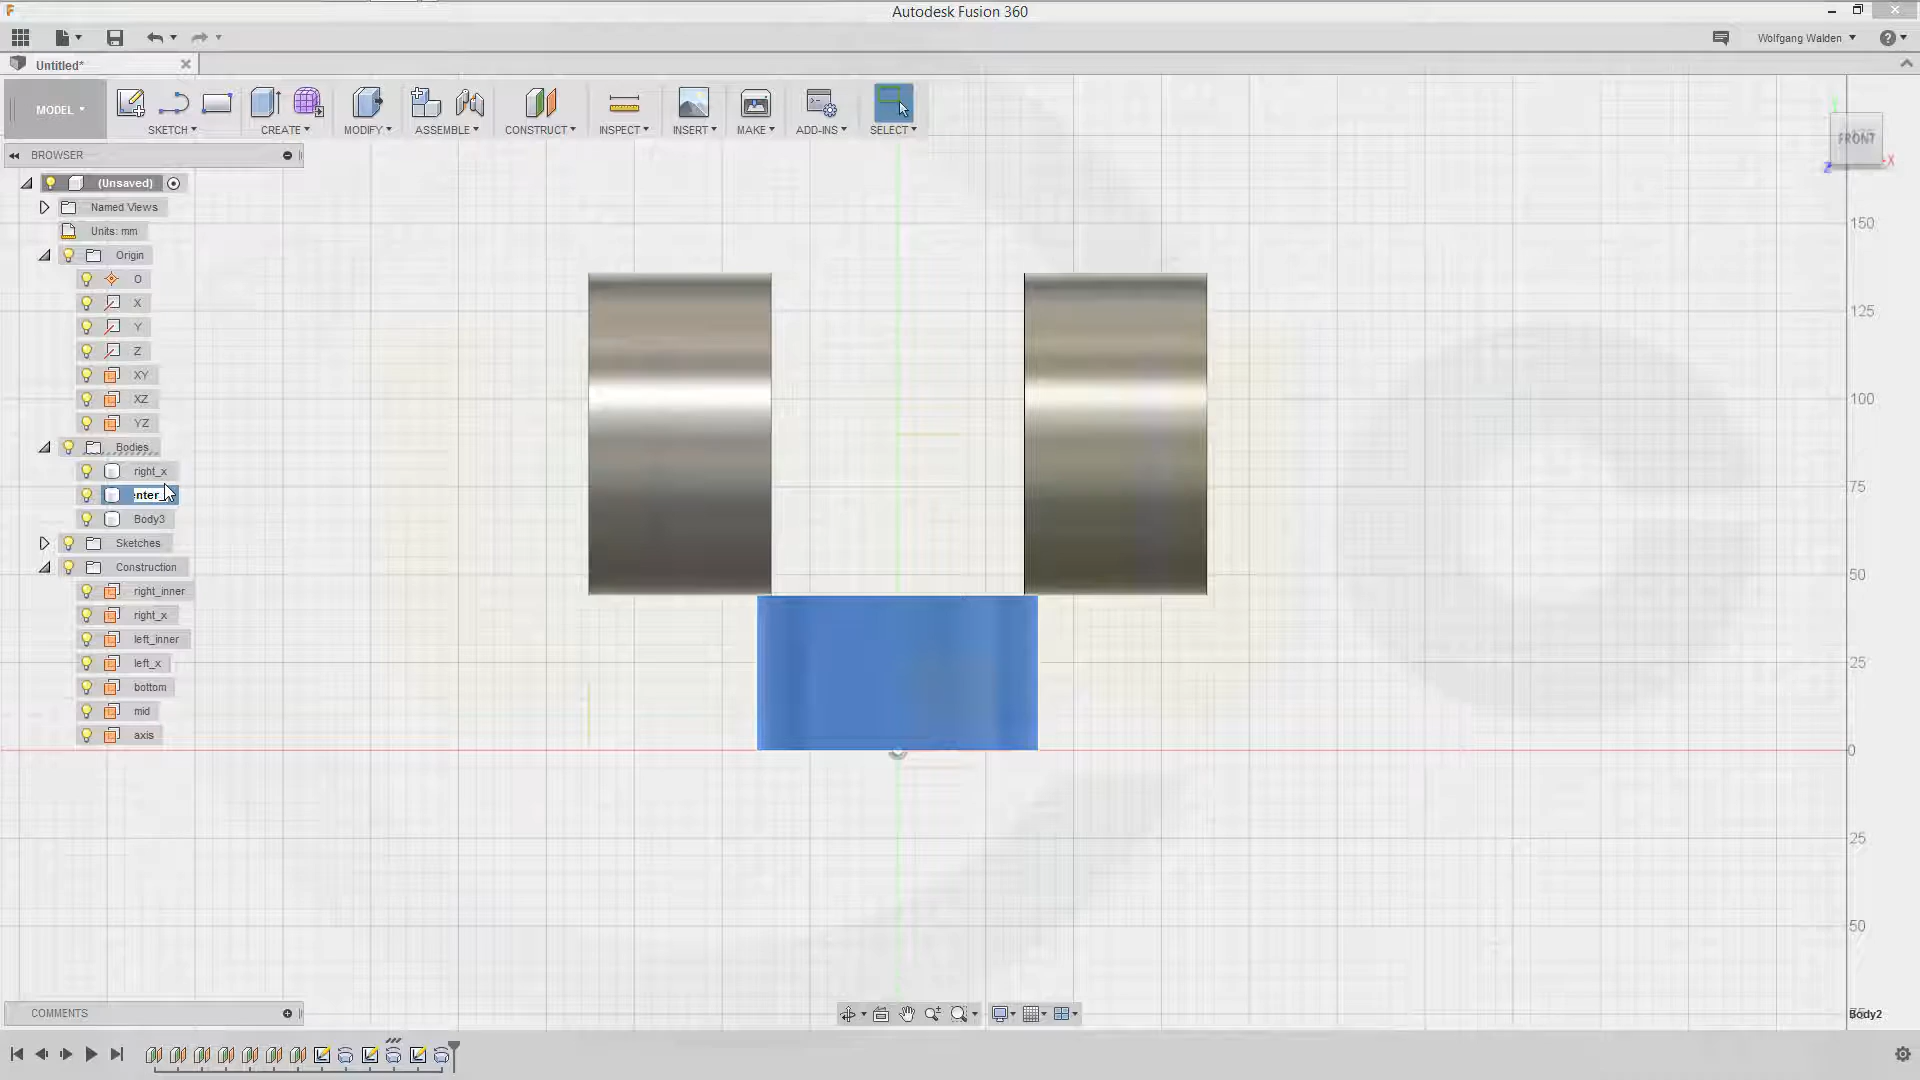 Autodesk Fusion 360
Wolfgang Walden
Untitled*
MODEL
SKETCH
CREATE
MODIFY
ASSEMBLE
CONSTRUCT
INSPECT
INSERT
MAKE
ADD-INS
SELECT
BROWSER
FRONT
X
Z
(Unsaved)
Named Views
Units: mm
Origin
O
X
Y
Z
XY
XZ
YZ
Bodies
right_x
enter_
Body3
Sketches
Construction
right_inner
right_x
left_inner
left_x
bottom
mid
axis
150
125
100
75
50
25
0
25
50
COMMENTS
Body2